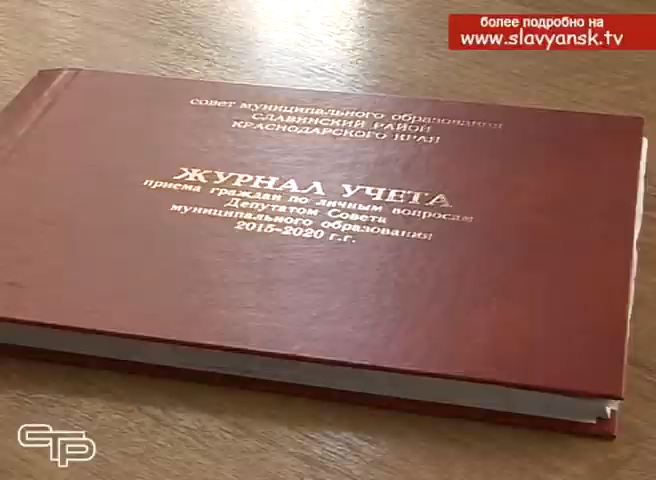 более подробно на
www.slavyansk.tv
СОВЕТ МУНИЦИПАЛЬНОГО ОБРАЗОВАНИЯ
СЛАВЯНСКИЙ РАЙОН
КРАСНОДАРСКОГО КРАЯ
ЖУРНАЛ УЧЕТА
приема граждан по личным вопросам
Депутатом Совета
муниципального образования
2015-2020 г.г.
СТР